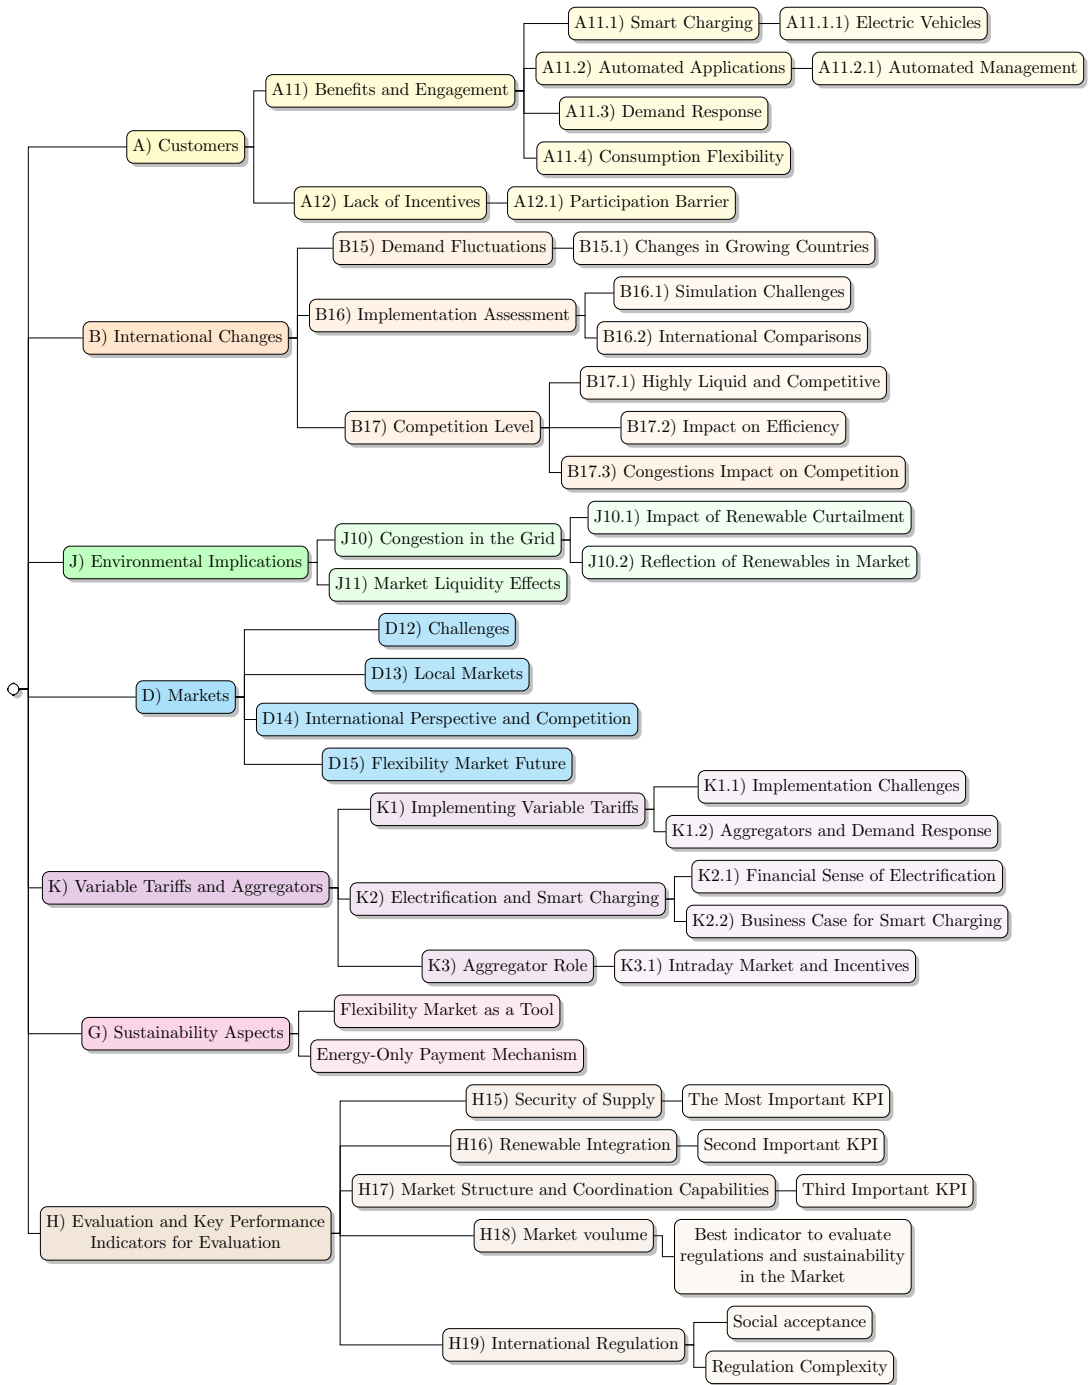 A) Customers
A11) Benefits and Engagement
A11.1) Smart Charging
A11.1.1) Electric Vehicles
A11.2) Automated Applications
A11.2.1) Automated Management
A11.3) Demand Response
A11.4) Consumption Flexibility
A12) Lack of Incentives
A12.1) Participation Barrier
B) International Changes
B15) Demand Fluctuations
B15.1) Changes in Growing Countries
B16) Implementation Assessment
B16.1) Simulation Challenges
B16.2) International Comparisons
B17) Competition Level
B17.1) Highly Liquid and Competitive
B17.2) Impact on Efficiency
B17.3) Congestions Impact on Competition
J) Environmental Implications
J10) Congestion in the Grid
J10.1) Impact of Renewable Curtailment
J10.2) Reflection of Renewables in Market
J11) Market Liquidity Effects
D) Markets
D12) Challenges
D13) Local Markets
D14) International Perspective and Competition
D15) Flexibility Market Future
K) Variable Tariffs and Aggregators
K1) Implementing Variable Tariffs
K1.1) Implementation Challenges
K1.2) Aggregators and Demand Response
K2) Electrification and Smart Charging
K2.1) Financial Sense of Electrification
K2.2) Business Case for Smart Charging
K3) Aggregator Role
K3.1) Intraday Market and Incentives
G) Sustainability Aspects
Flexibility Market as a Tool
Energy-Only Payment Mechanism
H) Evaluation and Key Performance
Indicators for Evaluation
H15) Security of Supply
The Most Important KPI
H16) Renewable Integration
Second Important KPI
H17) Market Structure and Coordination Capabilities
Third Important KPI
H18) Market voulume
Best indicator to evaluate
regulations and sustainability
in the Market
H19) International Regulation
Social acceptance
Regulation Complexity